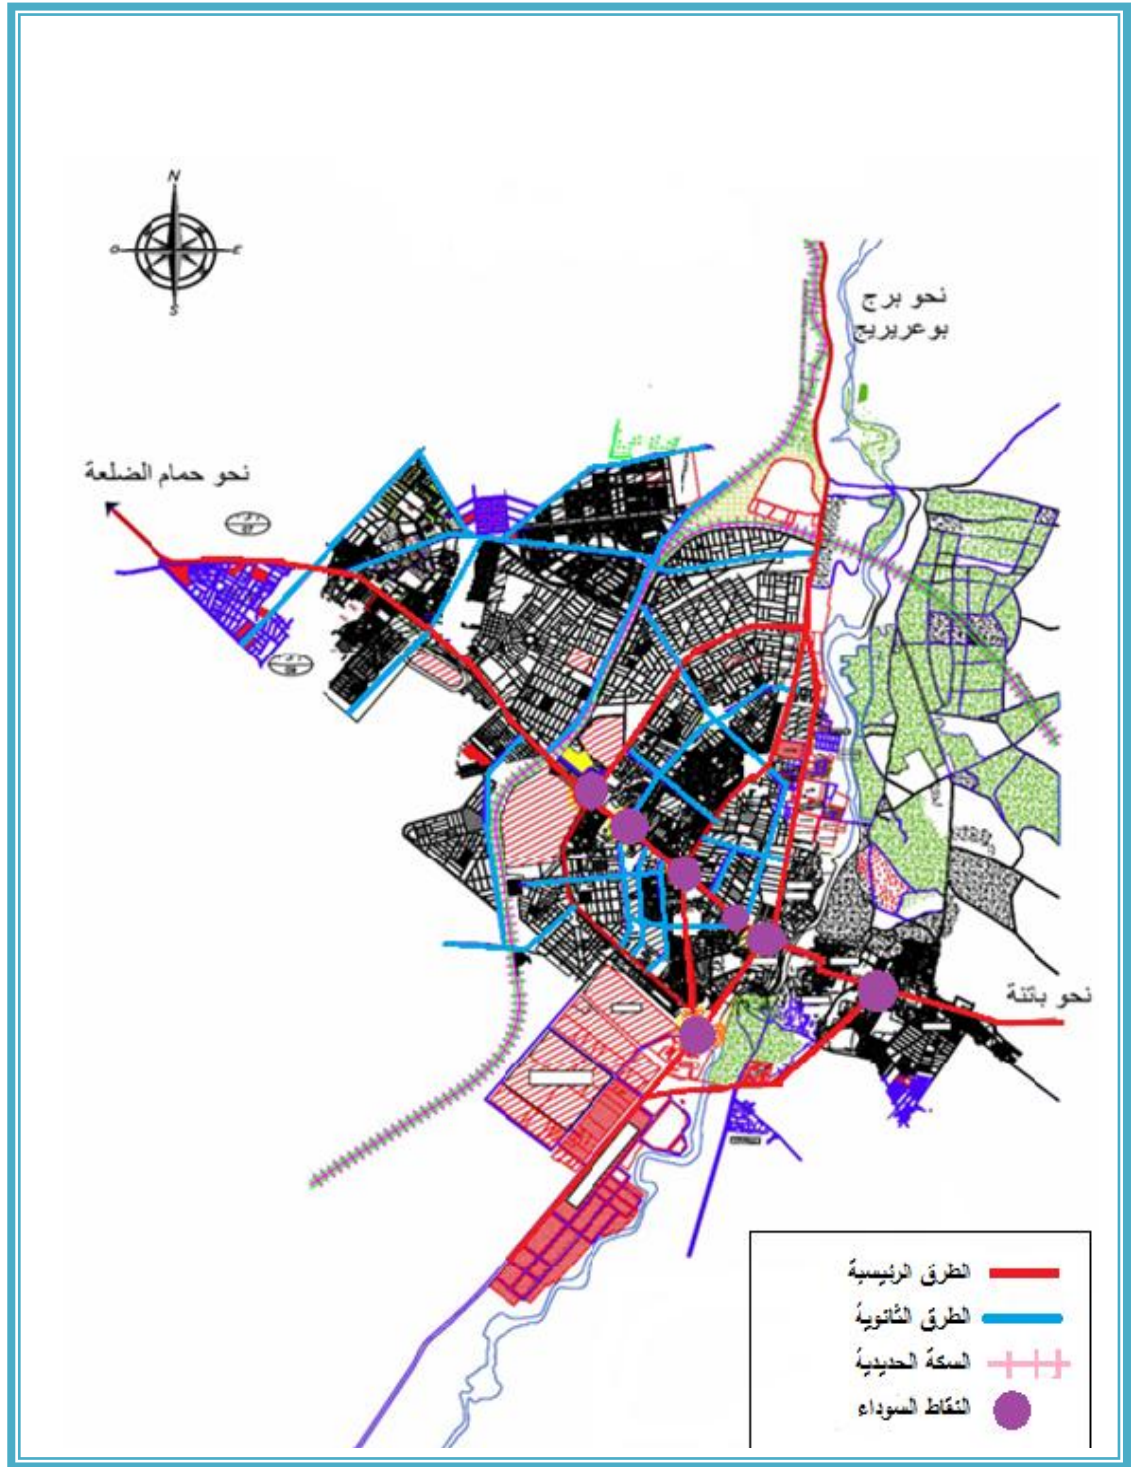 N
O
E
S
نحو برج
بوعريريج
نحو حمام الضلعة
نحو باتنة
الطرق الرئيسية
الطرق الثانوية
السكة الحديدية
النقاط السوداء